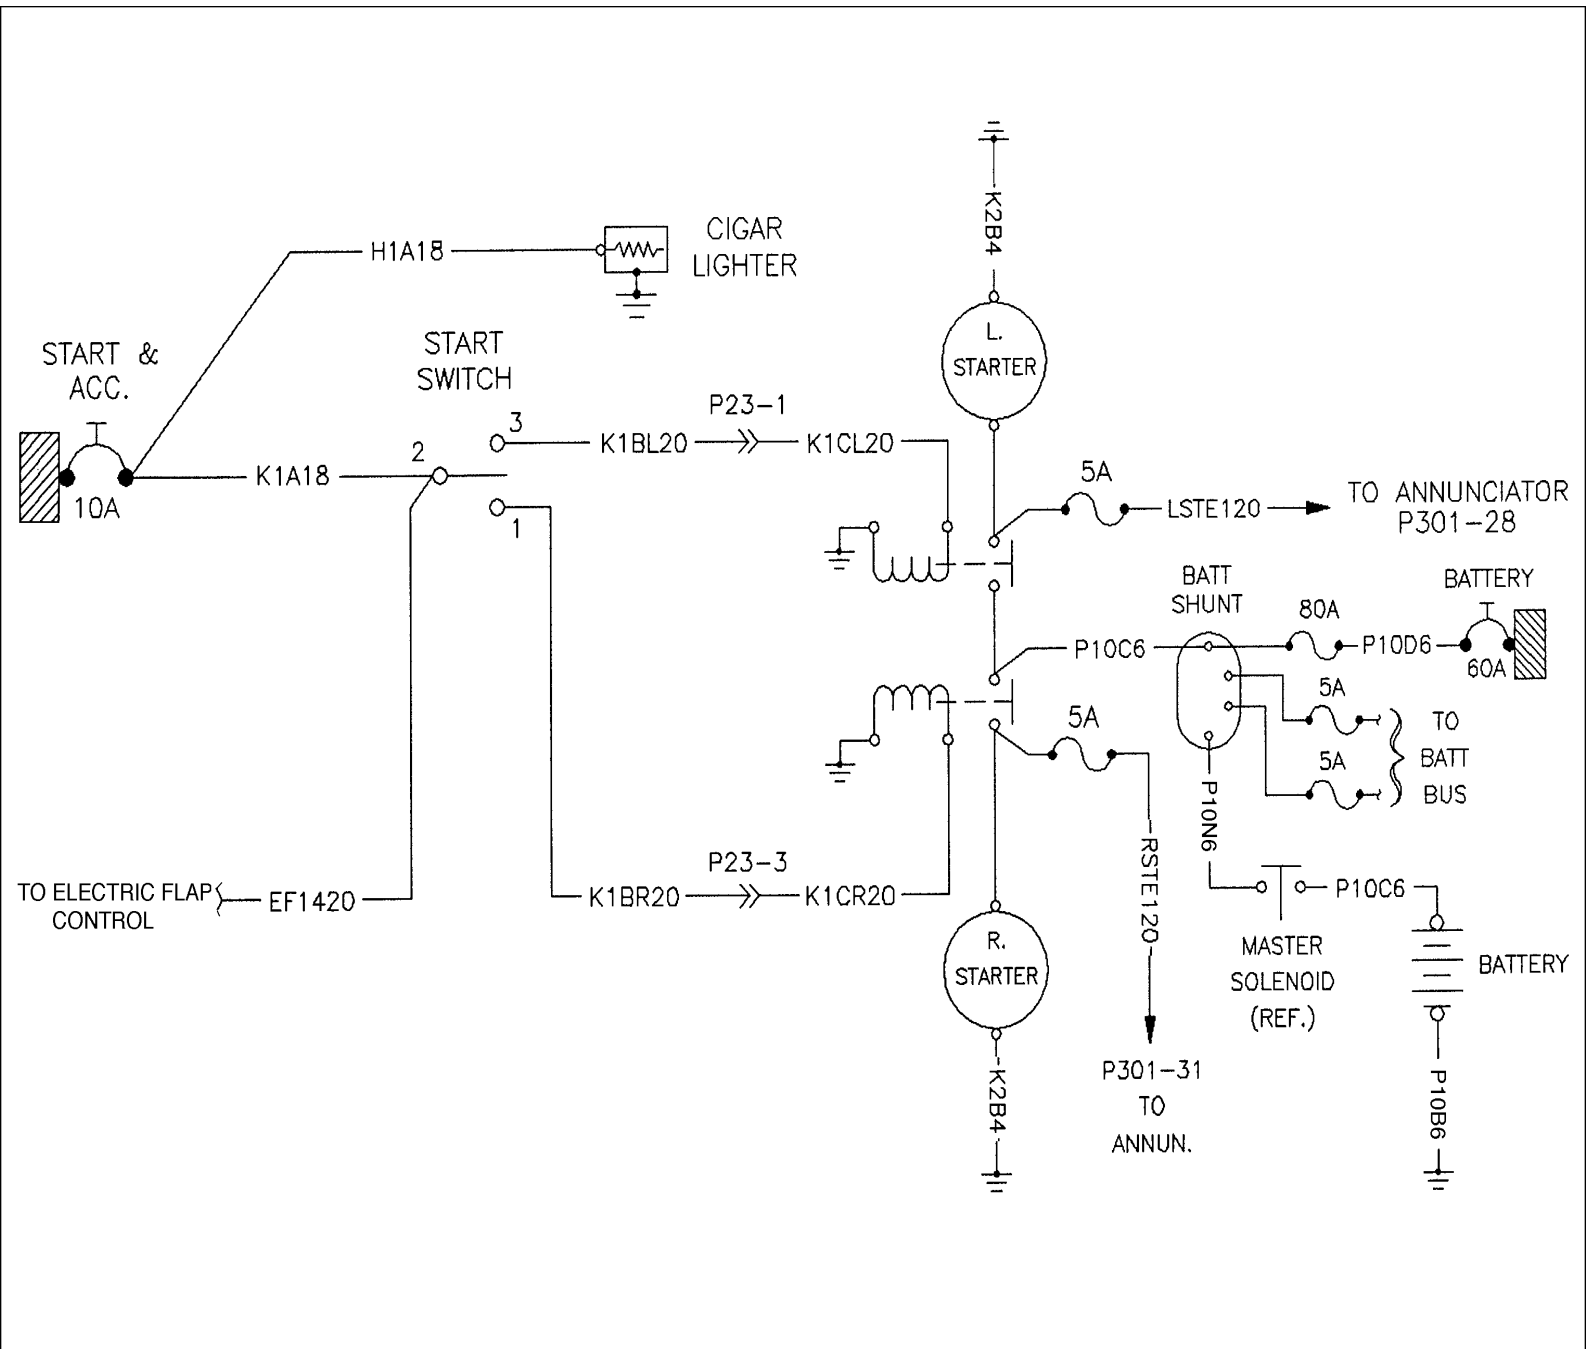 K2B4
H1A18
CIGAR
LIGHTER
START &
ACC.
10A
K1A18
START
SWITCH
2
3
1
K1BL20
P23-1
K1CL20
L.
STARTER
5A
LSTE120
TO ANNUNCIATOR
P301-28
BATT
SHUNT
P10C6
80A
P10D6
BATTERY
60A
5A
5A
TO
BATT
BUS
5A
P10N6
RSTE120
TO ELECTRIC FLAP
CONTROL
EF1420
K1BR20
P23-3
K1CR20
R.
STARTER
K2B4
P301-31
TO
ANNUN.
MASTER
SOLENOID
(REF.)
P10C6
BATTERY
P10B6